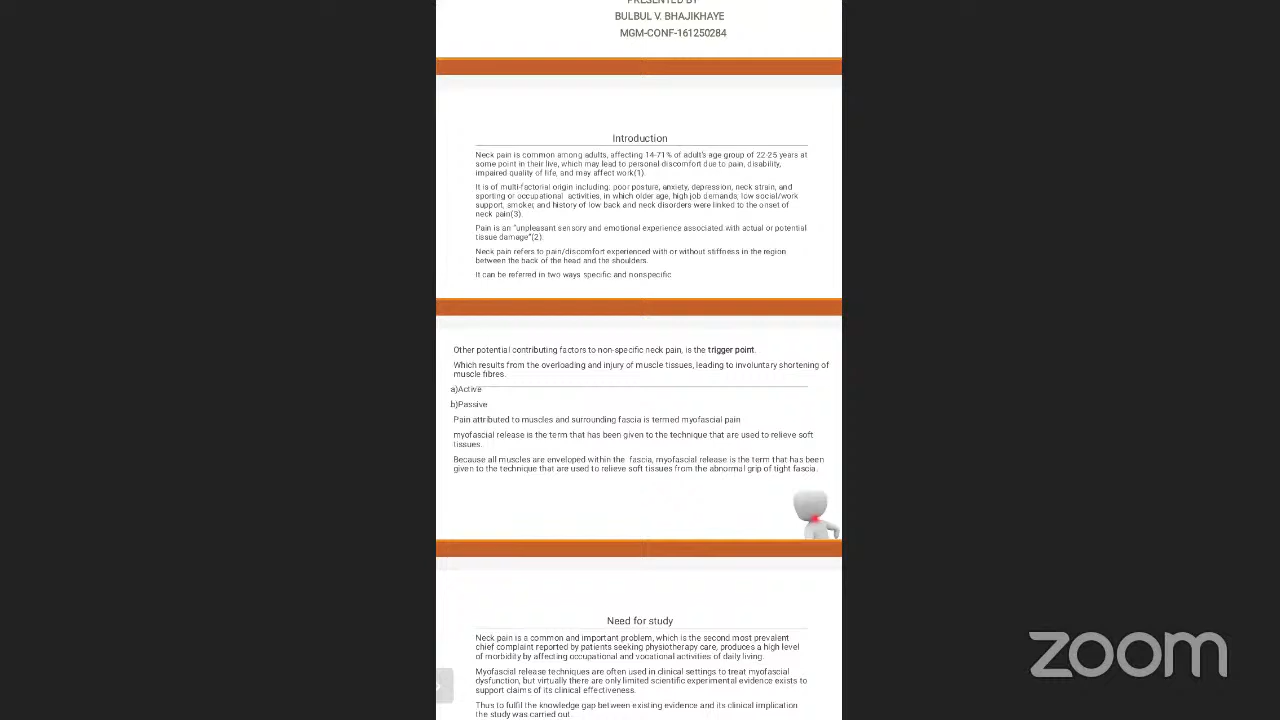 PRESENTED BY
BULBUL V. BHAJIKHAYE
MGM-CONF-161250284
Introduction
Neck pain is common among adults, affecting 14-71% of adult's age group of 22-25 years at
some point in their live, which may lead to personal discomfort due to pain, disability,
impaired quality of life, and may affect work(1).
It is of multi-factorial origin including: poor posture, anxiety, depression, neck strain, and
sporting or occupational activities, in which older age, high job demands, low social/work
support, smoker, and history of low back and neck disorders were linked to the onset of
neck pain(3).
Pain is an "unpleasant sensory and emotional experience associated with actual or potential
tissue damage"(2).
Neck pain refers to pain/discomfort experienced with or without stiffness in the region
between the back of the head and the shoulders.
It can be referred in two ways specific and nonspecific
Other potential contributing factors to non-specific neck pain, is the trigger point.
Which results from the overloading and injury of muscle tissues, leading to involuntary shortening of
muscle fibres.
a)Active
b)Passive
Pain attributed to muscles and surrounding fascia is termed myofascial pain
myofascial release is the term that has been given to the technique that are used to relieve soft
tissues.
Because all muscles are enveloped within the fascia, myofascial release is the term that has been
given to the technique that are used to relieve soft tissues from the abnormal grip of tight fascia.
Need for study
Neck pain is a common and important problem, which is the second most prevalent
chief complaint reported by patients seeking physiotherapy care, produces a high level
of morbidity by affecting occupational and vocational activities of daily living.
Myofascial release techniques are often used in clinical settings to treat myofascial
dysfunction, but virtually there are only limited scientific experimental evidence exists to
support claims of its clinical effectiveness.
Thus to fulfil the knowledge gap between existing evidence and its clinical implication
the study was carried out.
zoom